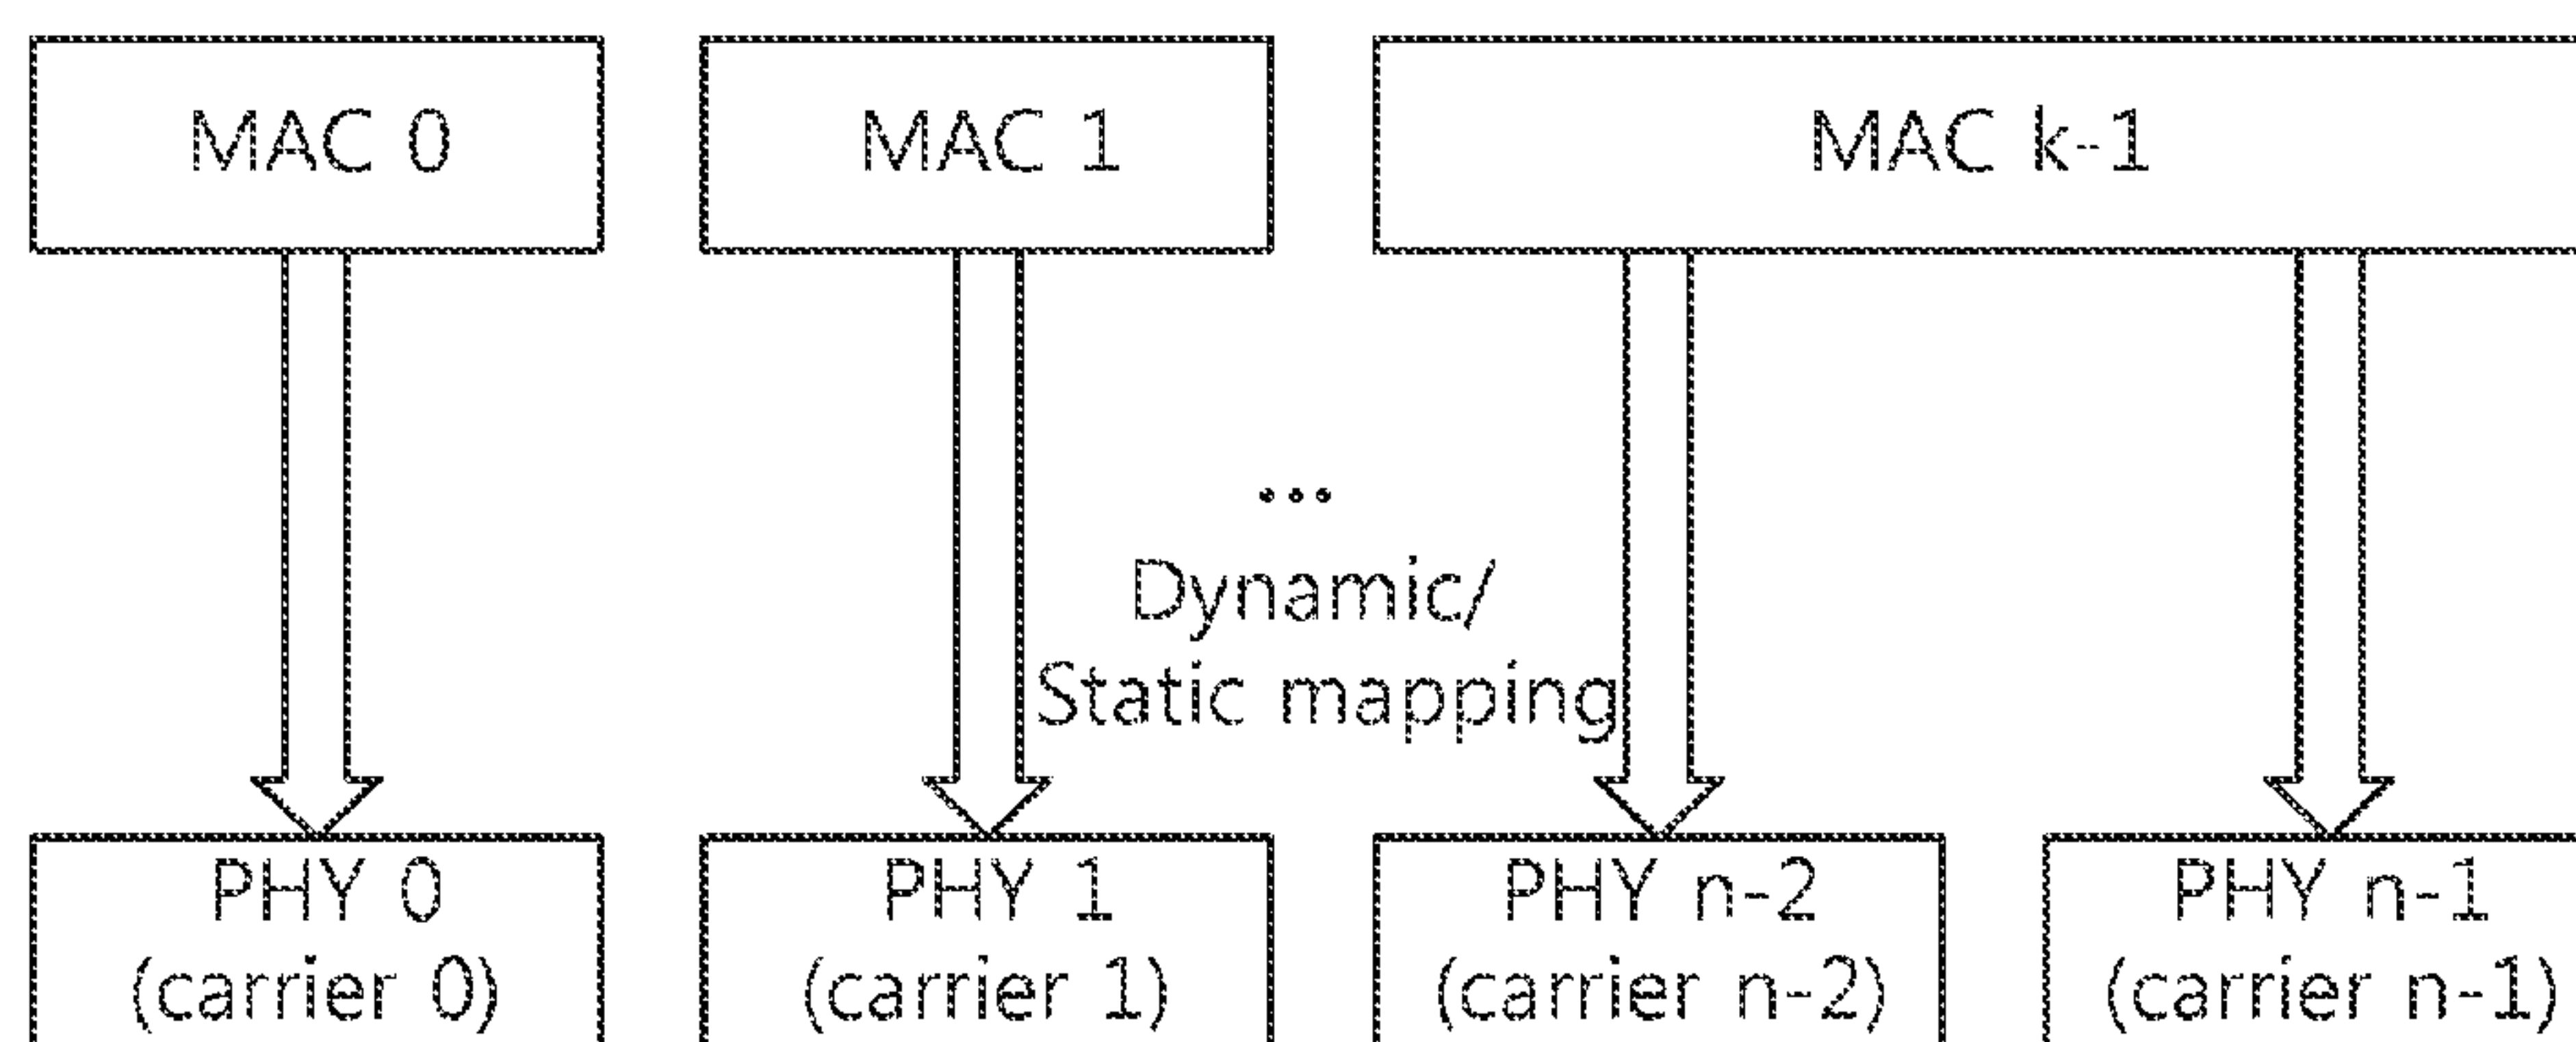 MAC 0
MAC 1
MAC k-1
...
Dynamic/
Static mapping
PHY 0
(carrier 0)
PHY 1
(carrier 1)
PHY n-2
(carrier n-2)
PHY n-1
(carrier n-1)